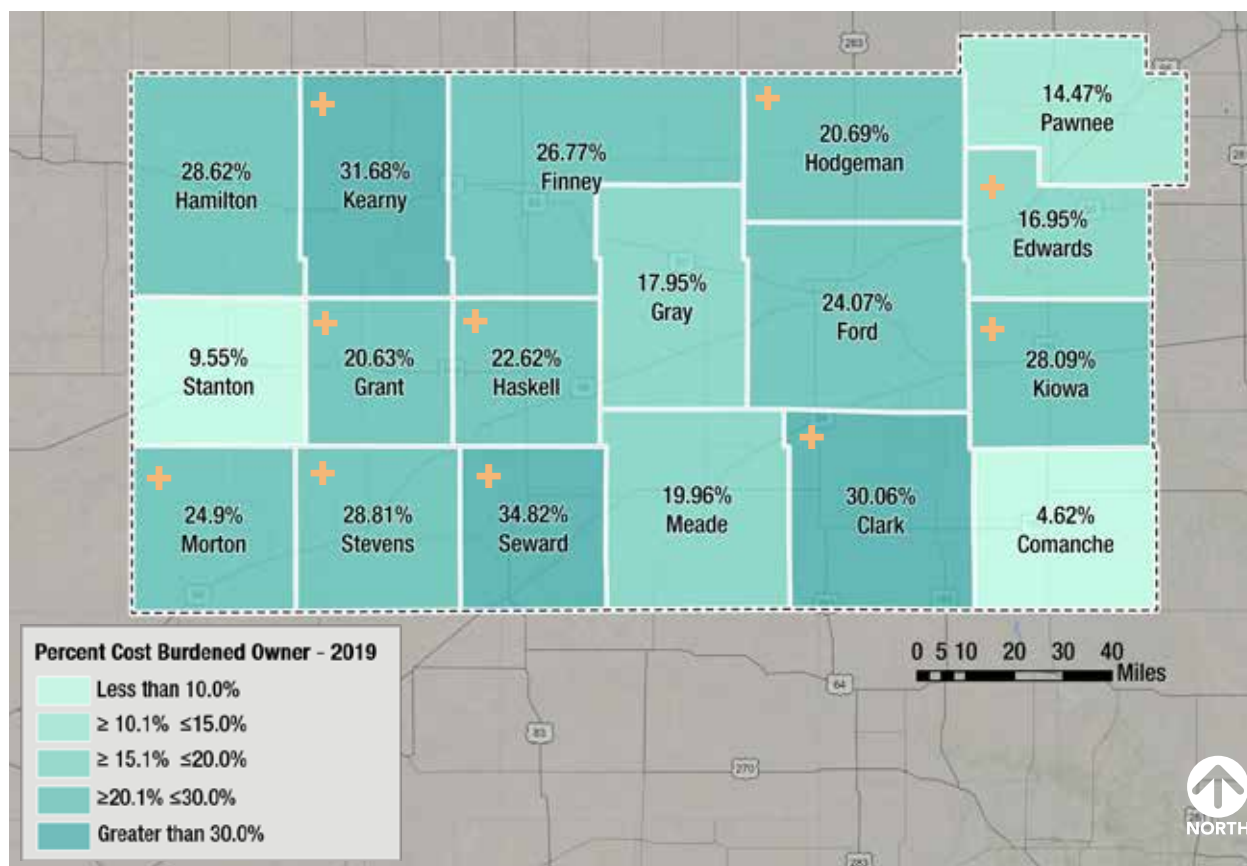 283
14.47%
Pawnee
28.62%
Hamilton
31.68%
Kearny
26.77%
Finney
20.69%
Hodgeman
16.95%
Edwards
17.95%
Gray
24.07%
Ford
9.55%
Stanton
20.63%
Grant
22.62%
Haskell
28.09%
Kiowa
24.9%
Morton
28.81%
Stevens
34.82%
Seward
19.96%
Meade
30.06%
Clark
4.62%
Comanche
Percent Cost Burdened Owner - 2019
Less than 10.0%
≥ 10.1% ≤15.0%
≥ 15.1% ≤20.0%
≥20.1% ≤30.0%
Greater than 30.0%
0 5 10 20 30 40
Miles
64
83
270
283
NORTH